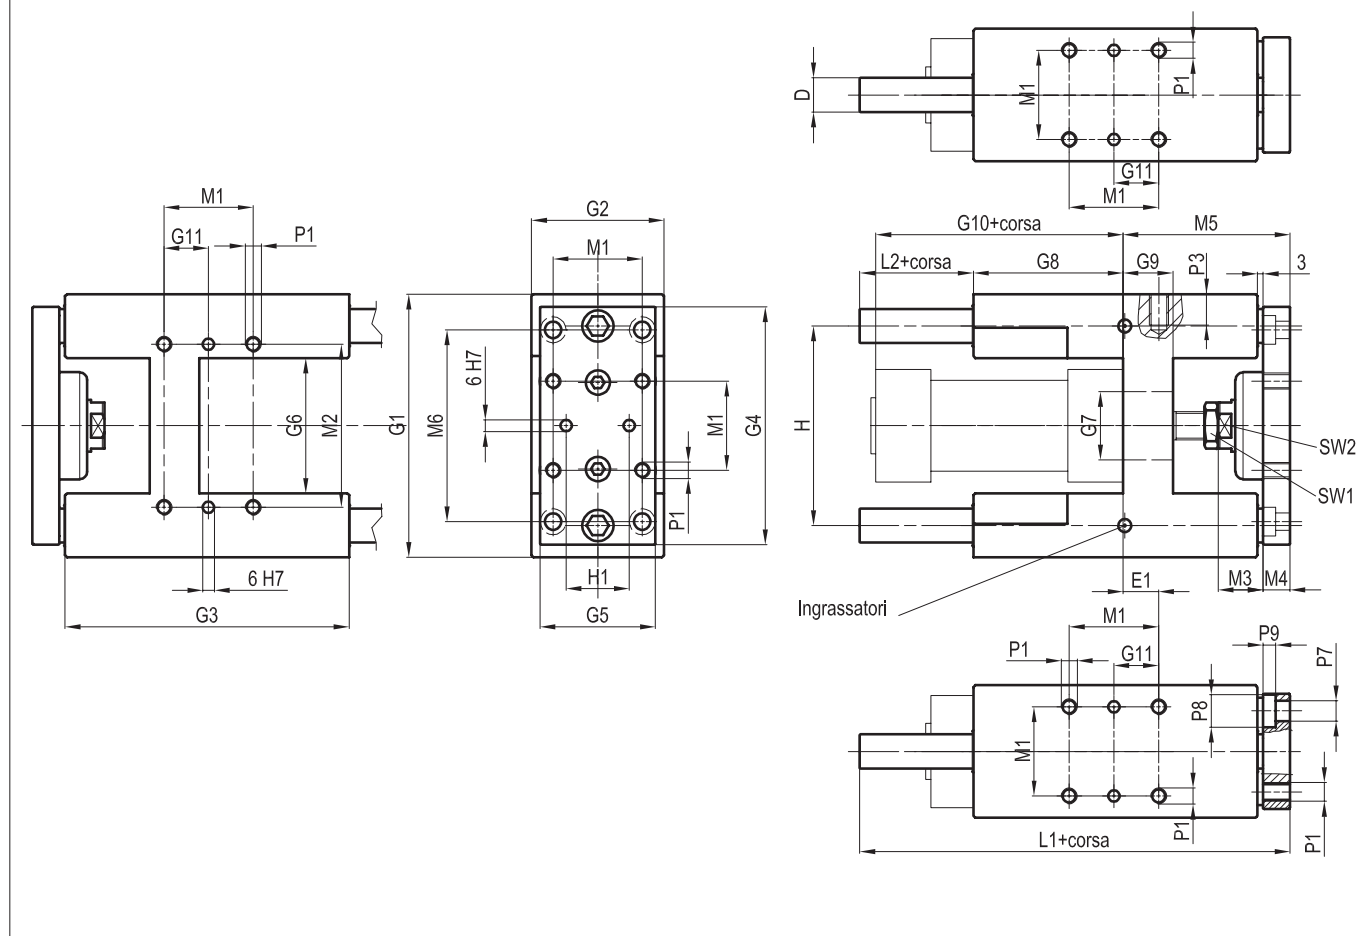 D
M1
P1
G11
M1
M1
G11
P1
G2
M1
G10+corsa
M5
L2+corsa
G8
G9
P3
3
G6
M2
G1
M6
6 H7
M1
G4
P1
H
G7
SW2
SW1
6 H7
G3
H1
G5
Ingrassatori
E1
M3
M4
M1
P1
G11
P9
P7
P8
M1
P1
P1
L1+corsa